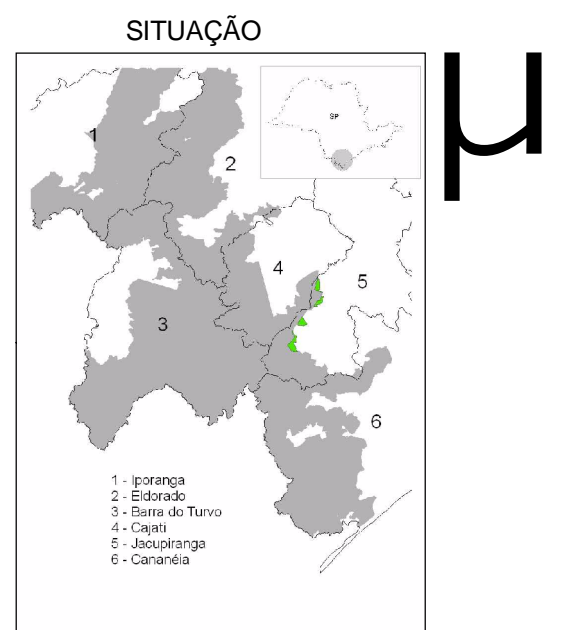 SITUAÇÃO
µ
SP
1
2
4
5
3
6
1 - Iporanga
2 - Eldorado
3 - Barra do Turvo
4 - Cajati
5 - Jacupiranga
6 - Cananéia